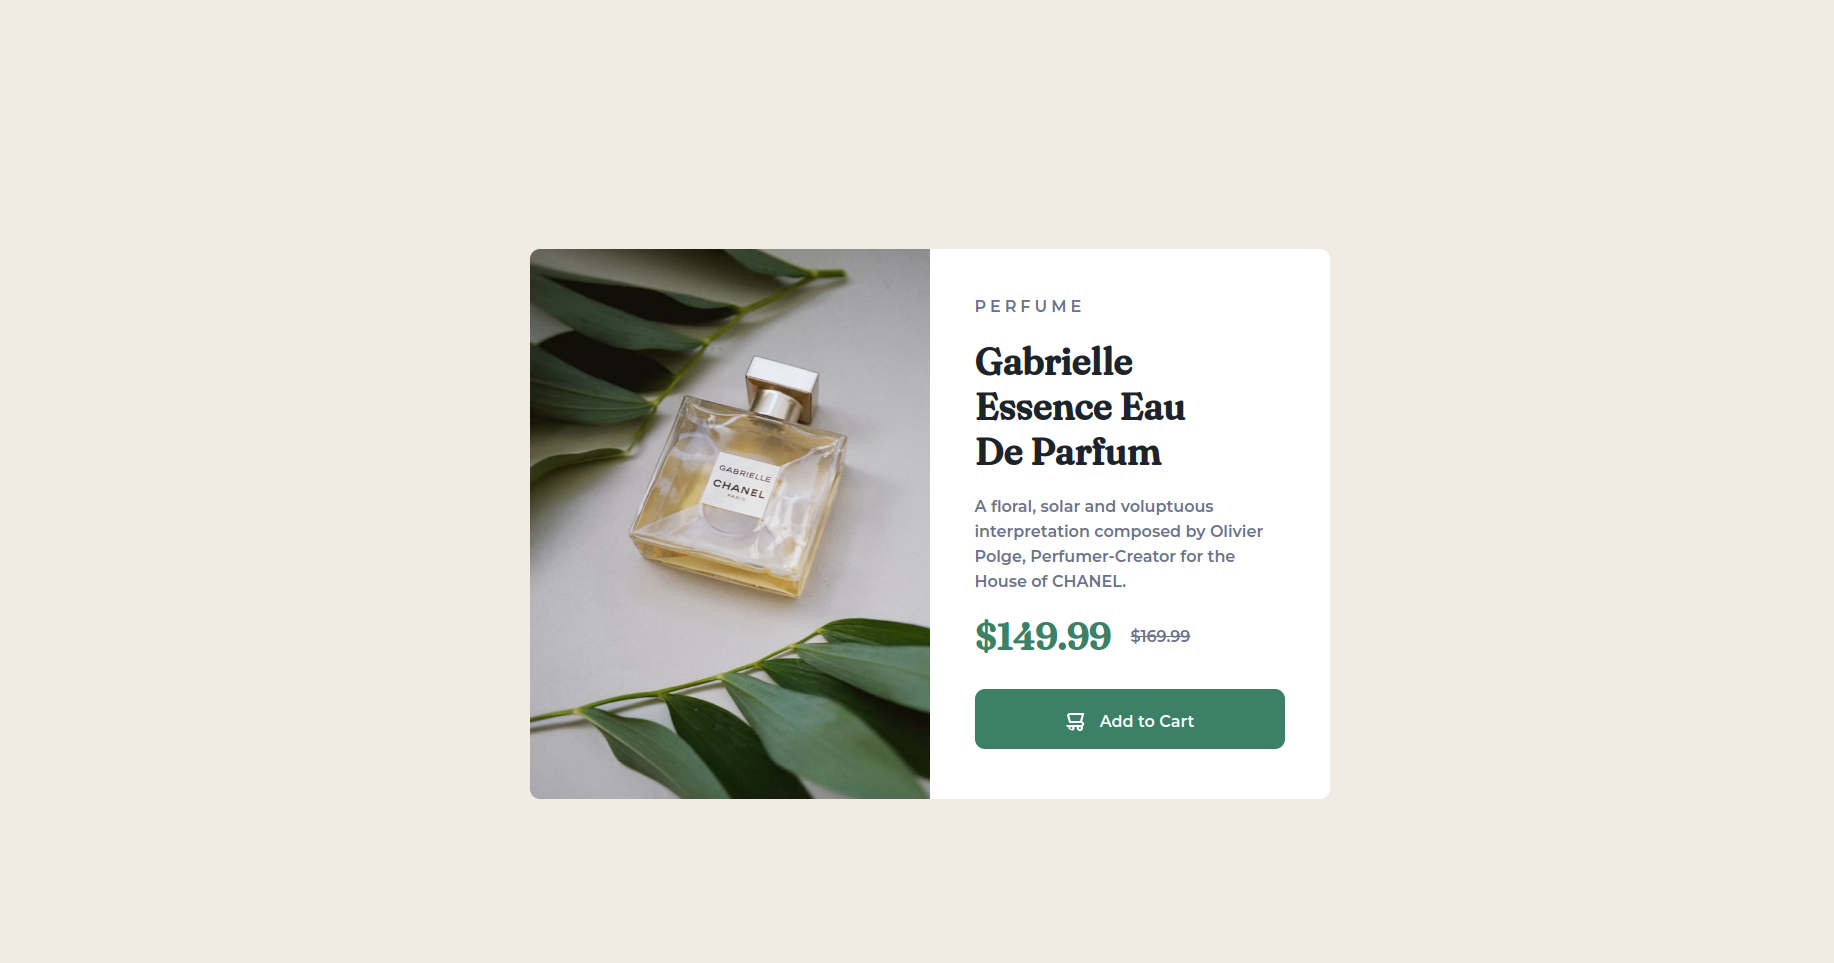 GABRIELLE
CHANEL
PARIS
PERFUME
Gabrielle
Essence Eau
De Parfum
A floral, solar and voluptuous
interpretation composed by Olivier
Polge, Perfumer-Creator for the
House of CHANEL.
$149.99 $169.99
Add to Cart